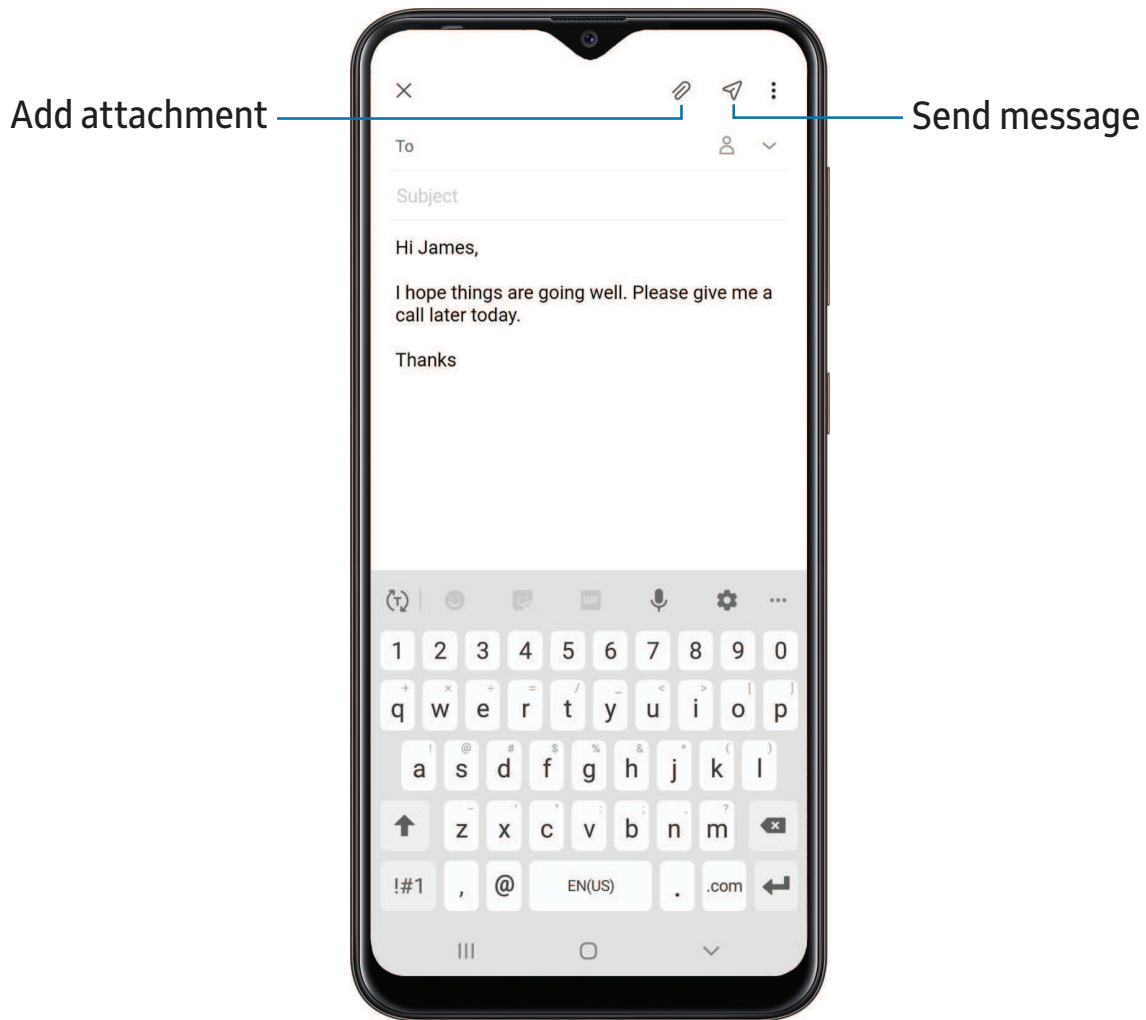 Add attachment
Send message
To
Subject
Hi James,
I hope things are going well. Please give me a
call later today.
Thanks
GIF
1 2 3 4 5 6 7 8 9 0
+ × ÷ = / _ < > [ ]
q w e r t y u i o p
! @ # $ % & * ( )
a s d f g h j k l
- ' " : ; , ?
z x c v b n m
!#1 , @ EN(US) . .com